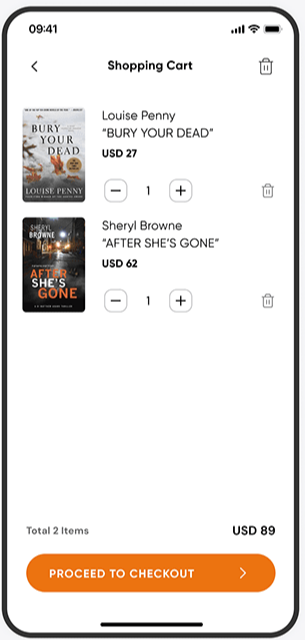 09:41
Shopping Cart
BURY
YOUR
DEAD
LOUISE PENNY
Louise Penny
“BURY YOUR DEAD”
USD 27
1
SHERYL
BROWNE
AFTER
SHE'S
GONE
Sheryl Browne
“AFTER SHE’S GONE”
USD 62
1
Total 2 Items
USD 89
PROCEED TO CHECKOUT